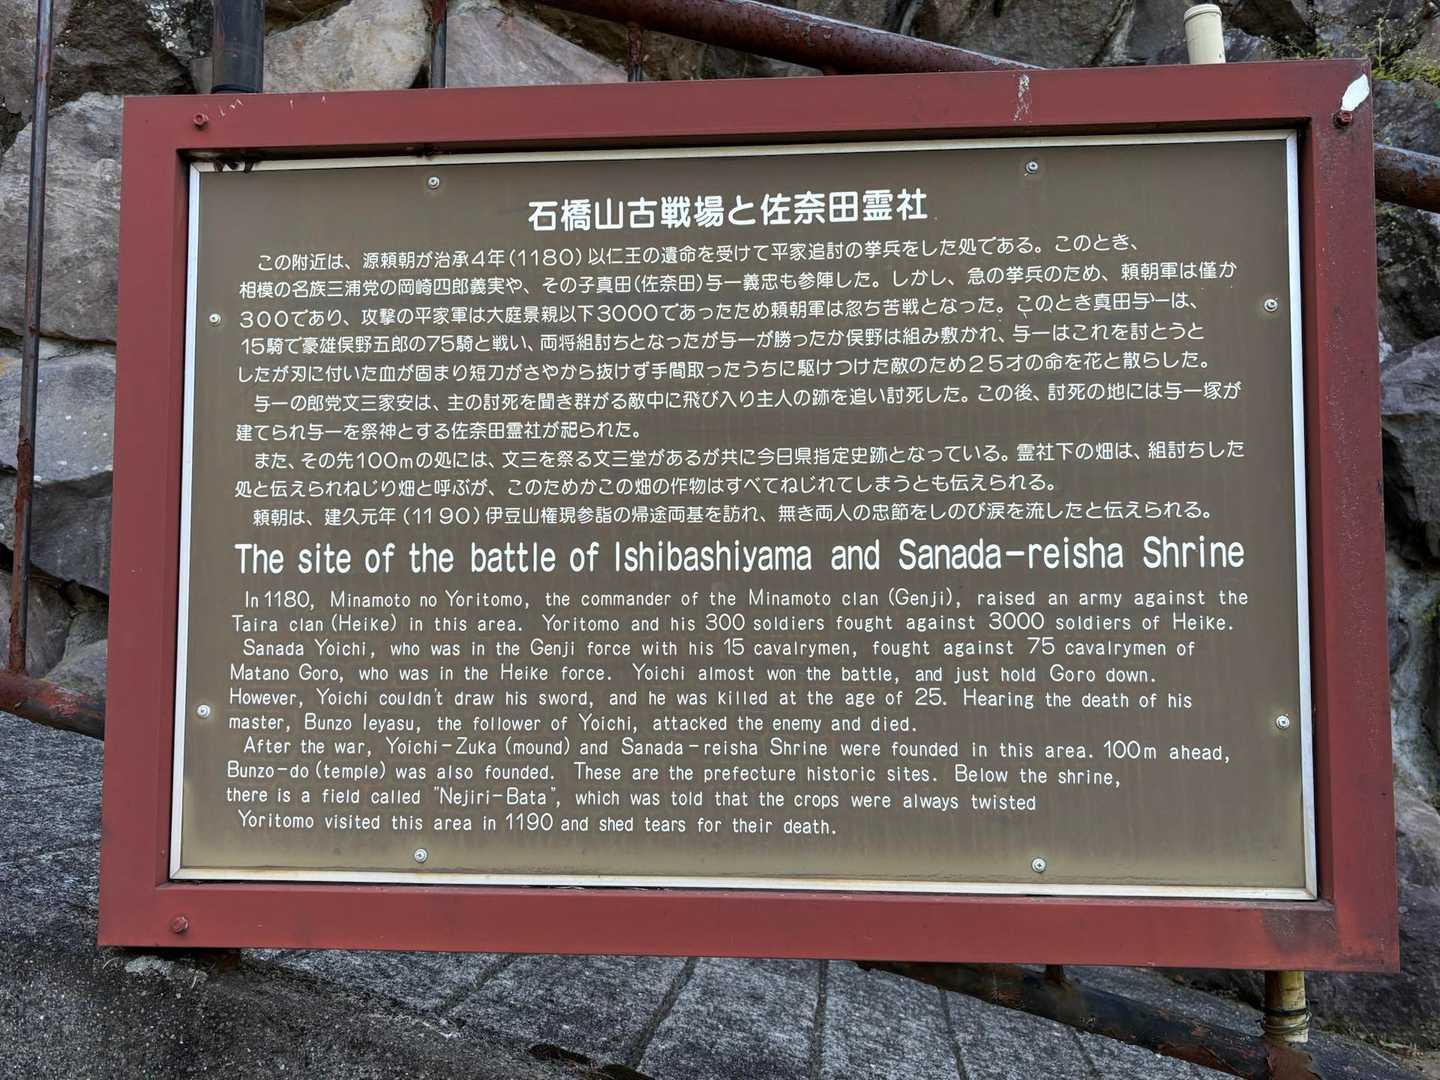 石橋山古戦場と佐奈田霊社
この附近は、源頼朝が治承4年(1180)以仁王の遺命を受けて平家追討の挙兵をした処である。このとき、
相模の名族三浦党の岡崎四郎義実や、その子真田(佐奈田)与一義忠も参陣した。しかし、急の挙兵のため、頼朝軍は僅か
300であり、攻撃の平家軍は大庭景親以下3000であったため頼朝軍は忽ち苦戦となった。このとき真田与一は、
15騎で豪雄俣野五郎の75騎と戦い、両将組討ちとなったが与一が勝ったか俣野は組み敷かれ、与一はこれを討とうと
したが刃に付いた血が固まり短刀がさやから抜けず手間取ったうちに駆けつけた敵のため25才の命を花と散らした。
与一の郎党文三家安は、主の討死を聞き群がる敵中に飛び入り主人の跡を追い討死した。この後、討死の地には与一塚が
建てられ与一を祭神とする佐奈田霊社が祀られた。
また、その先100mの処には、文三を祭る文三堂があるが共に今日県指定史跡となっている。霊社下の畑は、組討ちした
処と伝えられねじり畑と呼ぶが、このためかこの畑の作物はすべてねじれてしまうとも伝えられる。
頼朝は、建久元年(1190)伊豆山権現参詣の帰途両基を訪れ、無き両人の忠節をしのび涙を流したと伝えられる。
The site of the battle of Ishibashiyama and Sanada-reisha Shrine
In 1180, Minamoto no Yoritomo, the commander of the Minamoto clan (Genji), raised an army against the
Taira clan (Heike) in this area. Yoritomo and his 300 soldiers fought against 3000 soldiers of Heike.
Sanada Yoichi, who was in the Genji force with his 15 cavalrymen, fought against 75 cavalrymen of
Matano Goro, who was in the Heike force. Yoichi almost won the battle, and just hold Goro down.
However, Yoichi couldn't draw his sword, and he was killed at the age of 25. Hearing the death of his
master, Bunzo Ieyasu, the follower of Yoichi, attacked the enemy and died.
After the war, Yoichi-Zuka (mound) and Sanada-reisha Shrine were founded in this area. 100m ahead,
Bunzo-do (temple) was also founded. These are the prefecture historic sites. Below the shrine,
there is a field called "Nejiri-Bata", which was told that the crops were always twisted
Yoritomo visited this area in 1190 and shed tears for their death.